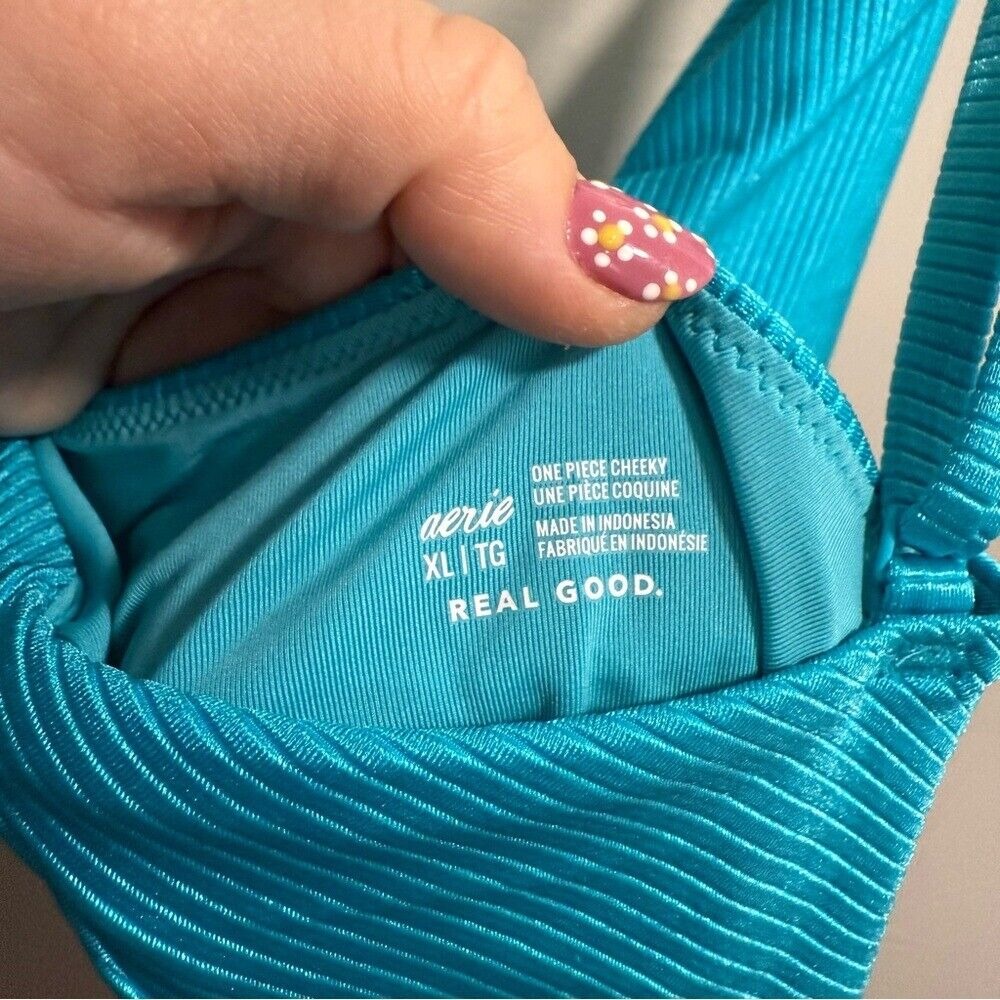 aerie
XL | TG
ONE PIECE CHEEKY
UNE PIÈCE COQUINE
MADE IN INDONESIA
FABRIQUÉ EN INDONÉSIE
REAL GOOD.